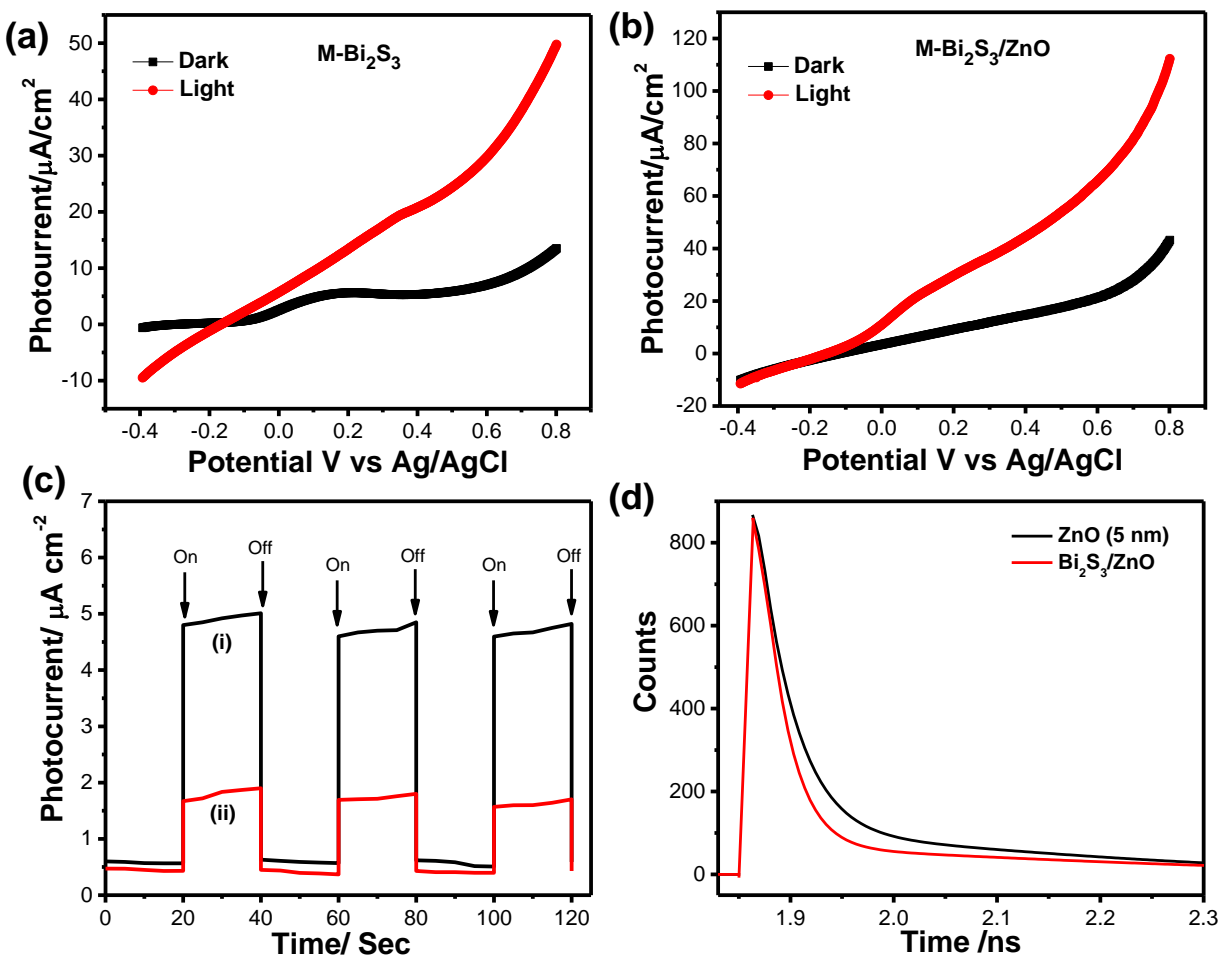 (a)
M-Bi₂S₃
Dark
Light
50
40
30
20
10
0
-10
-0.4 -0.2 0.0 0.2 0.4 0.6 0.8
Photourrent/μA/cm²
Potential V vs Ag/AgCl
(b)
M-Bi₂S₃/ZnO
Dark
Light
120
100
80
60
40
20
0
-20
-0.4 -0.2 0.0 0.2 0.4 0.6 0.8
Photocurrent/μA/cm²
Potential V vs Ag/AgCl
(c)
7
6
5
4
3
2
1
0
On Off On Off On Off
(i)
(ii)
0 20 40 60 80 100 120
Photocurrent/ μA cm⁻²
Time/ Sec
(d)
ZnO (5 nm)
Bi₂S₃/ZnO
800
600
400
200
0
1.9 2.0 2.1 2.2 2.3
Counts
Time /ns